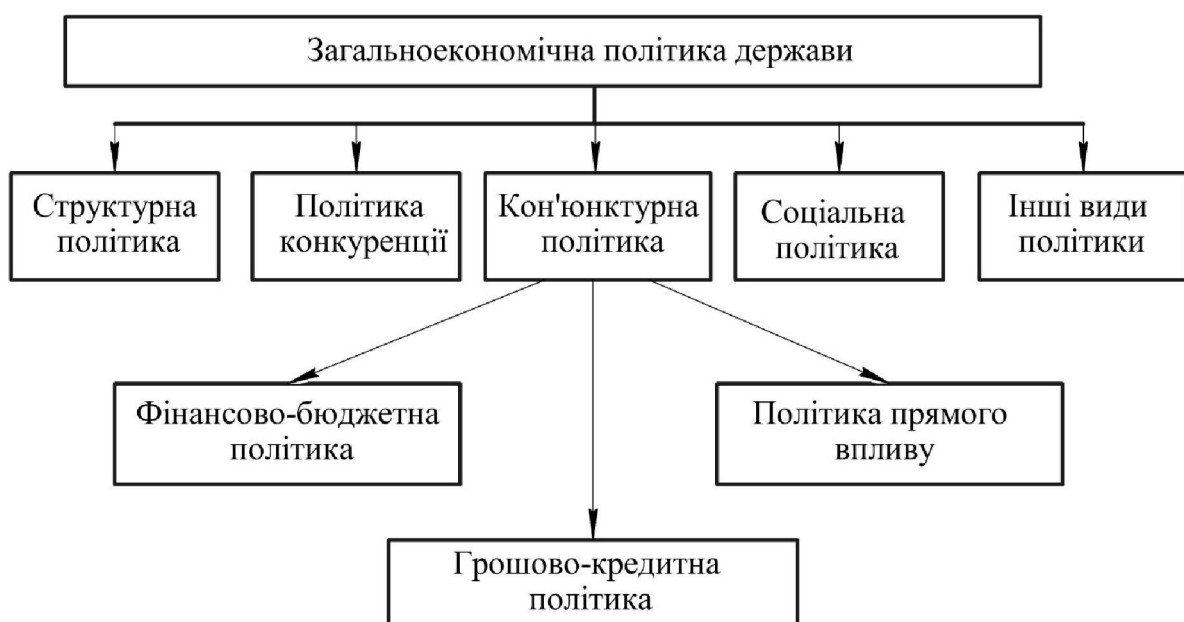 Загальноекономічна політика держави
Структурна
політика
Політика
конкуренції
Кон'юнктурна
політика
Соціальна
політика
Інші види
політики
Фінансово-бюджетна
політика
Політика прямого
впливу
Грошово-кредитна
політика